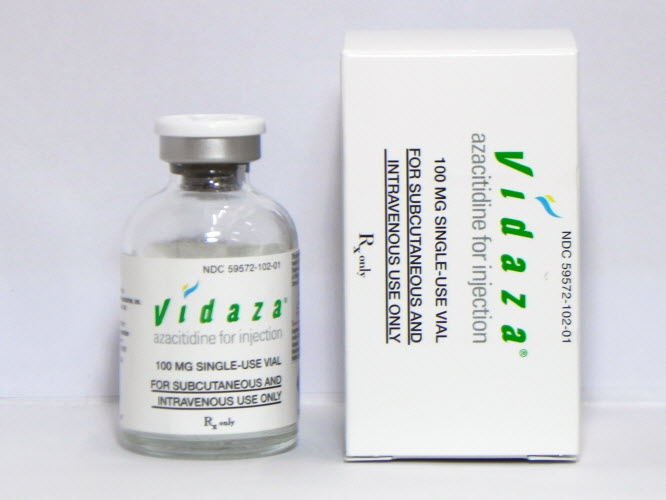 NDC 59572-102-01
Vidaza®
azacitidine for injection
100 MG SINGLE-USE VIAL
FOR SUBCUTANEOUS AND
INTRAVENOUS USE ONLY
Rx only
NDC 59572-102-01
Vidaza®
azacitidine for injection
100 MG SINGLE-USE VIAL
FOR SUBCUTANEOUS AND
INTRAVENOUS USE ONLY
Rx only